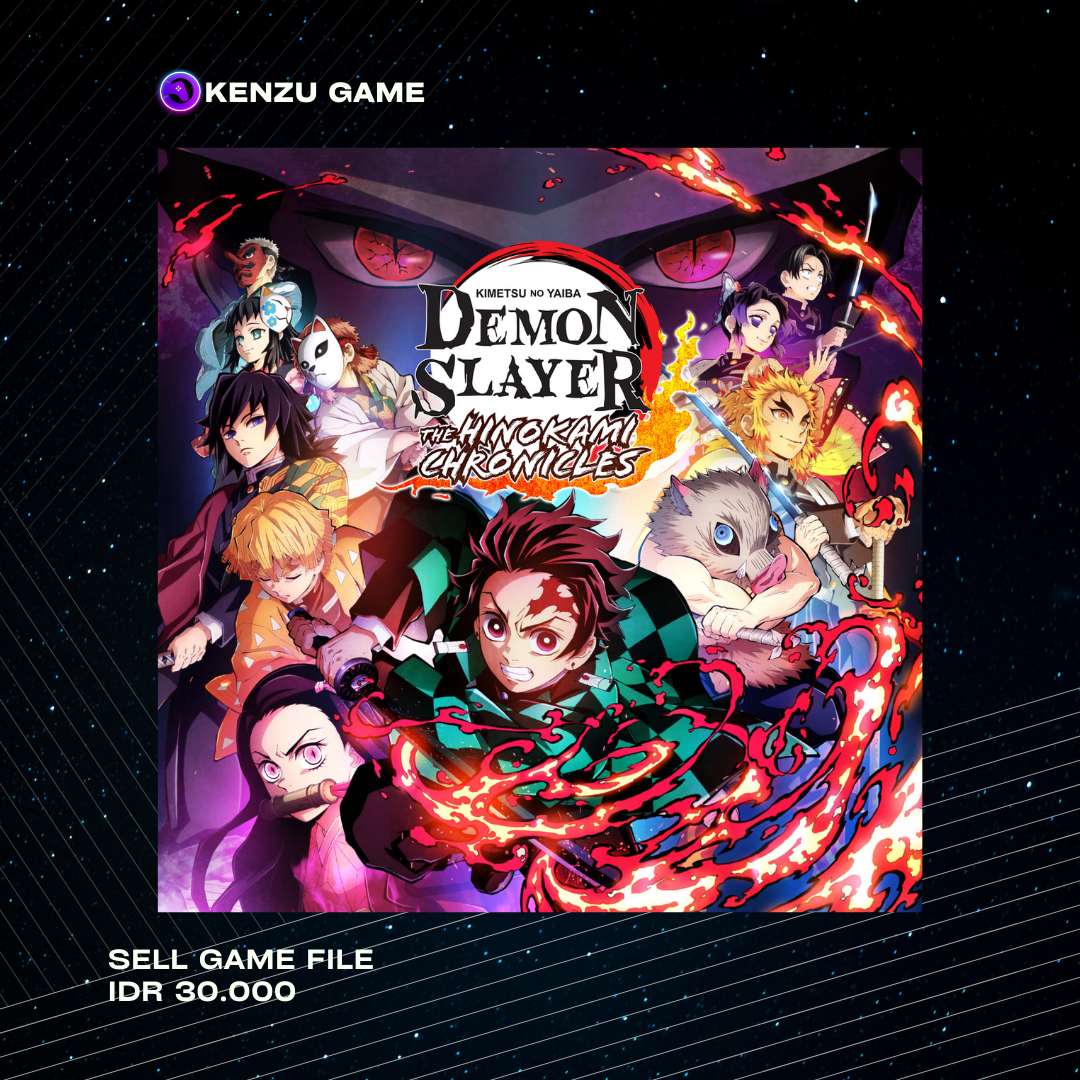 KENZU GAME
KIMETSU NO YAIBA
DEMON
SLAYER
THE HINOKAMI
CHRONICLES
SELL GAME FILE
IDR 30.000